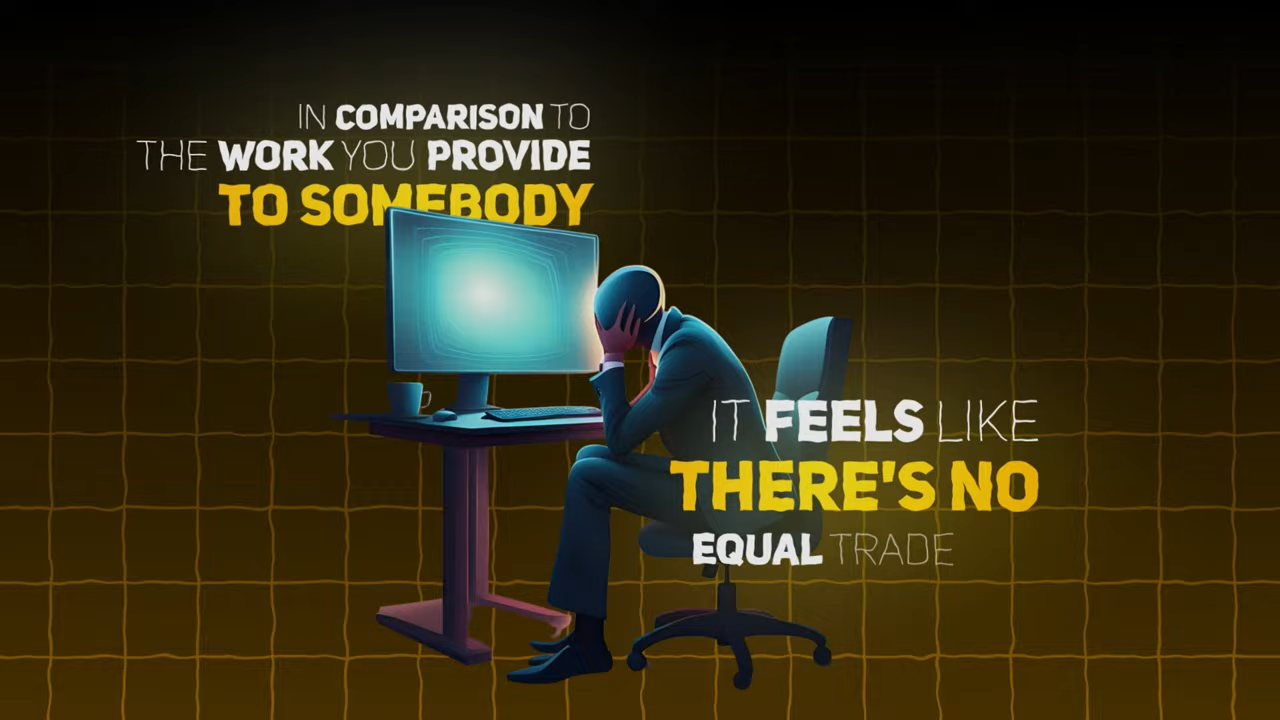 IN COMPARISON TO
THE WORK YOU PROVIDE
TO SOMEBODY
IT FEELS LIKE
THERE'S NO
EQUAL TRADE